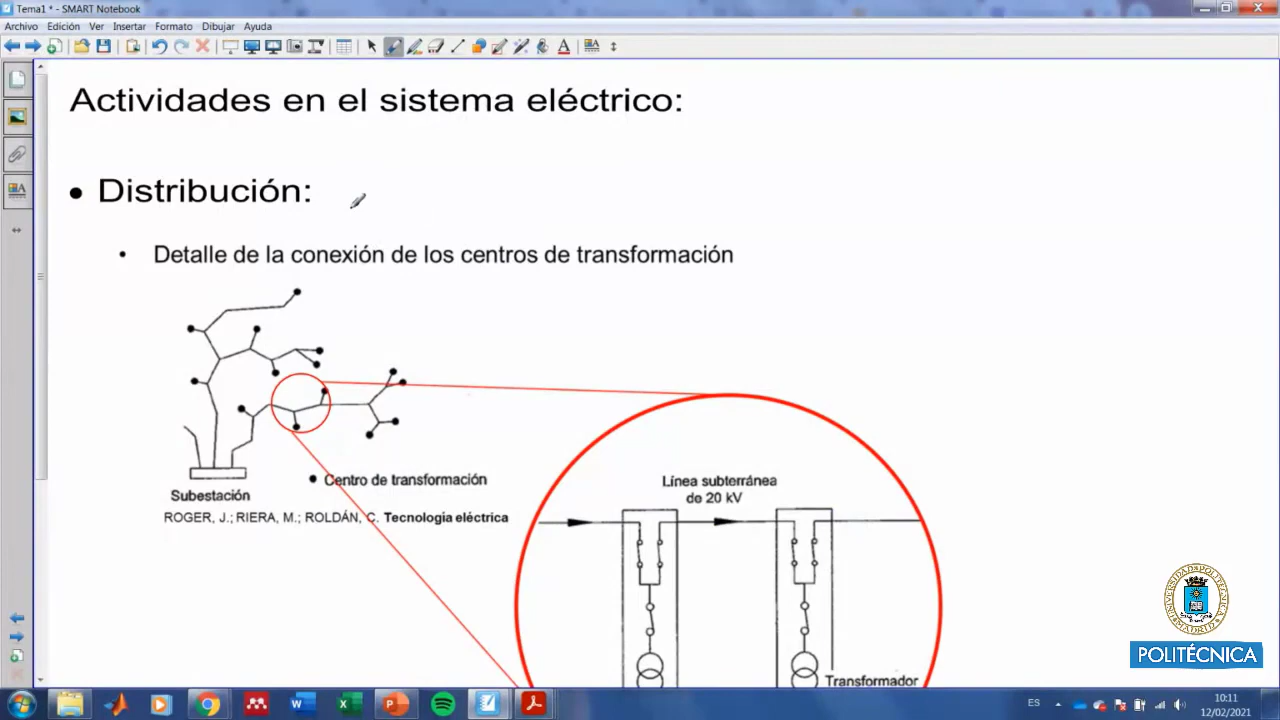 Tema1 * - SMART Notebook
Archivo Edición Ver Insertar Formato Dibujar Ayuda
Actividades en el sistema eléctrico:
• Distribución:
• Detalle de la conexión de los centros de transformación
Línea subterránea
de 20 kV
• Centro de transformación
Subestación
ROGER, J.; RIERA, M.; ROLDÁN, C. Tecnología eléctrica
Transformador
POLITÉCNICA
ES
10:11
12/02/2021